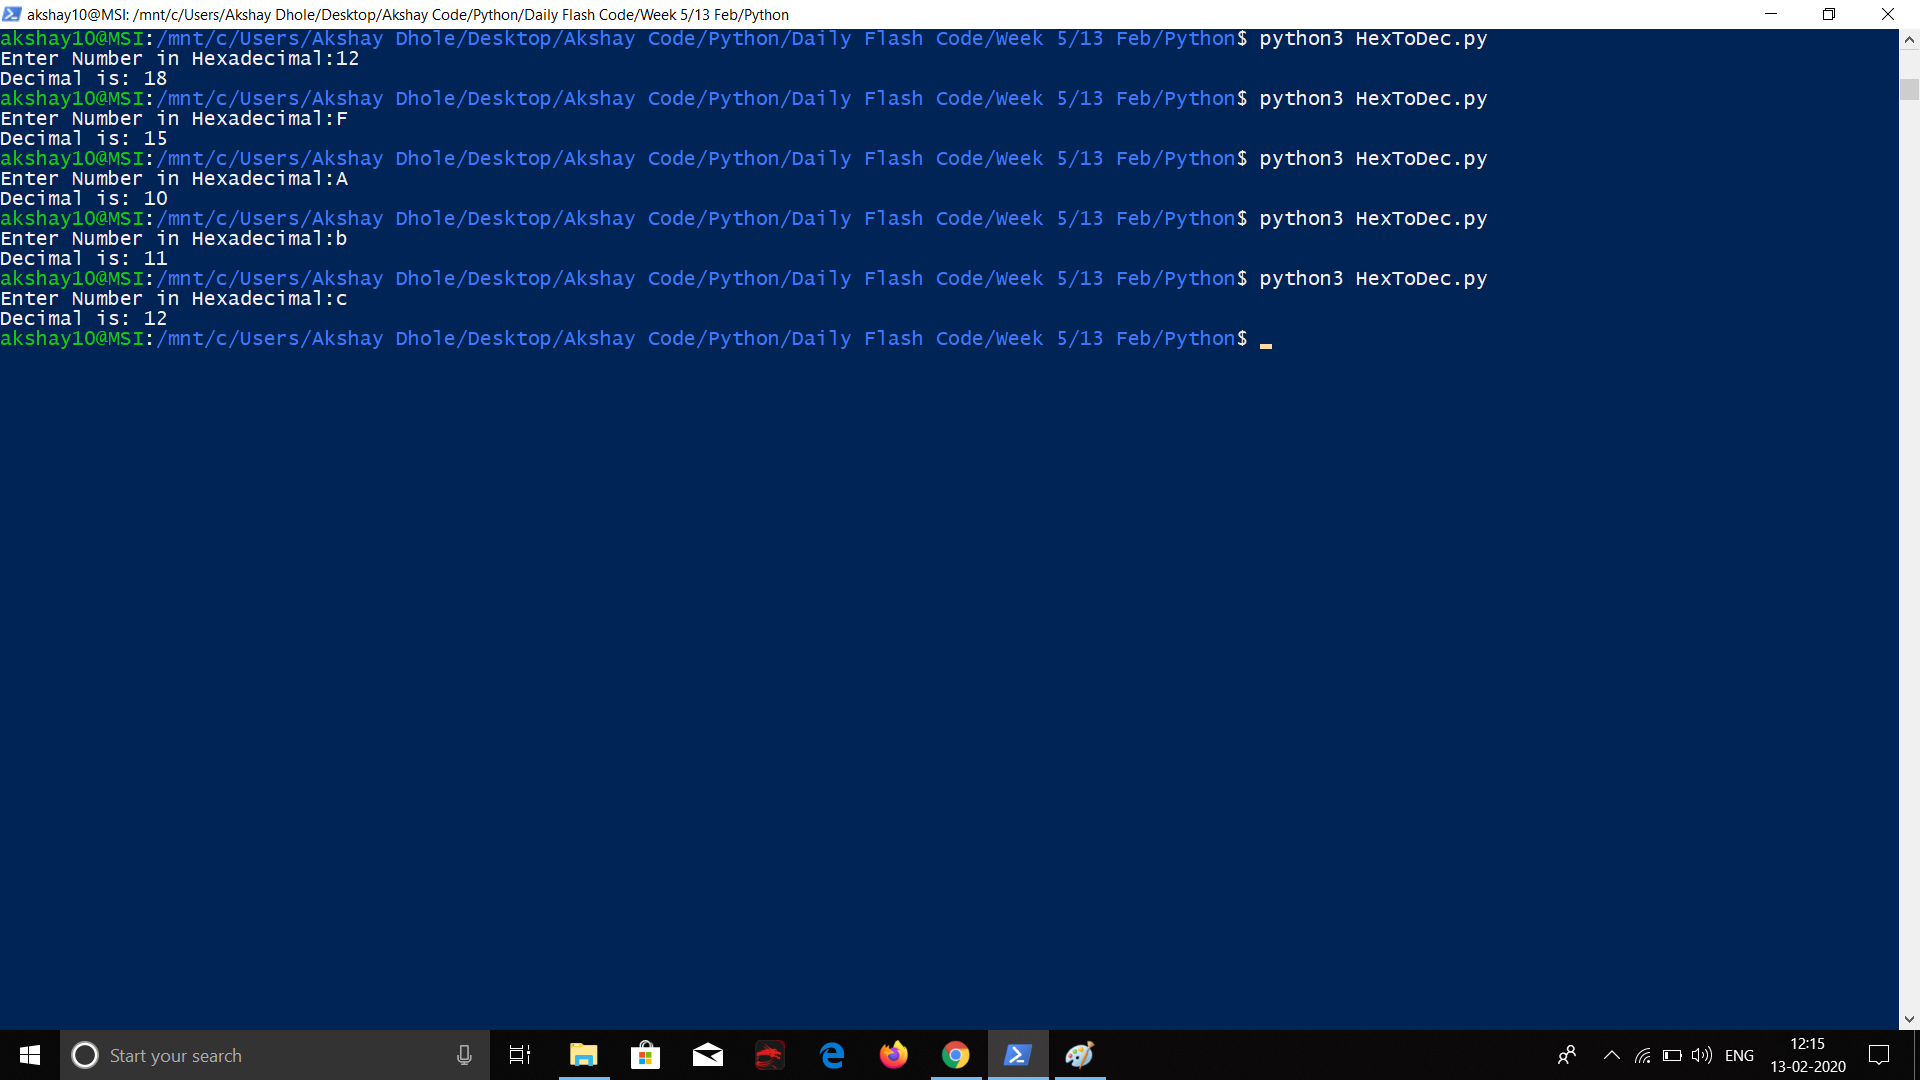 akshay10@MSI: /mnt/c/Users/Akshay Dhole/Desktop/Akshay Code/Python/Daily Flash Code/Week 5/13 Feb/Python
akshay10@MSI:/mnt/c/Users/Akshay Dhole/Desktop/Akshay Code/Python/Daily Flash Code/Week 5/13 Feb/Python$ python3 HexToDec.py
Enter Number in Hexadecimal:12
Decimal is: 18
akshay10@MSI:/mnt/c/Users/Akshay Dhole/Desktop/Akshay Code/Python/Daily Flash Code/Week 5/13 Feb/Python$ python3 HexToDec.py
Enter Number in Hexadecimal:F
Decimal is: 15
akshay10@MSI:/mnt/c/Users/Akshay Dhole/Desktop/Akshay Code/Python/Daily Flash Code/Week 5/13 Feb/Python$ python3 HexToDec.py
Enter Number in Hexadecimal:A
Decimal is: 10
akshay10@MSI:/mnt/c/Users/Akshay Dhole/Desktop/Akshay Code/Python/Daily Flash Code/Week 5/13 Feb/Python$ python3 HexToDec.py
Enter Number in Hexadecimal:b
Decimal is: 11
akshay10@MSI:/mnt/c/Users/Akshay Dhole/Desktop/Akshay Code/Python/Daily Flash Code/Week 5/13 Feb/Python$ python3 HexToDec.py
Enter Number in Hexadecimal:c
Decimal is: 12
akshay10@MSI:/mnt/c/Users/Akshay Dhole/Desktop/Akshay Code/Python/Daily Flash Code/Week 5/13 Feb/Python$ _
Start your search
ENG
12:15
13-02-2020